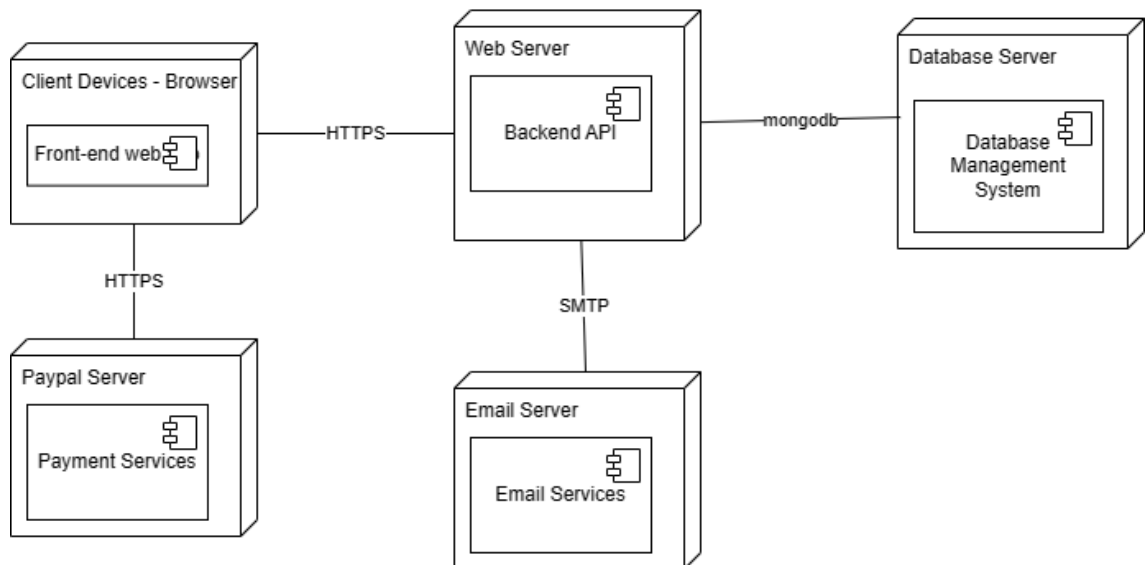 Client Devices - Browser
Front-end web
HTTPS
Web Server
Backend API
mongodb
Database Server
Database
Management
System
HTTPS
SMTP
Paypal Server
Payment Services
Email Server
Email Services